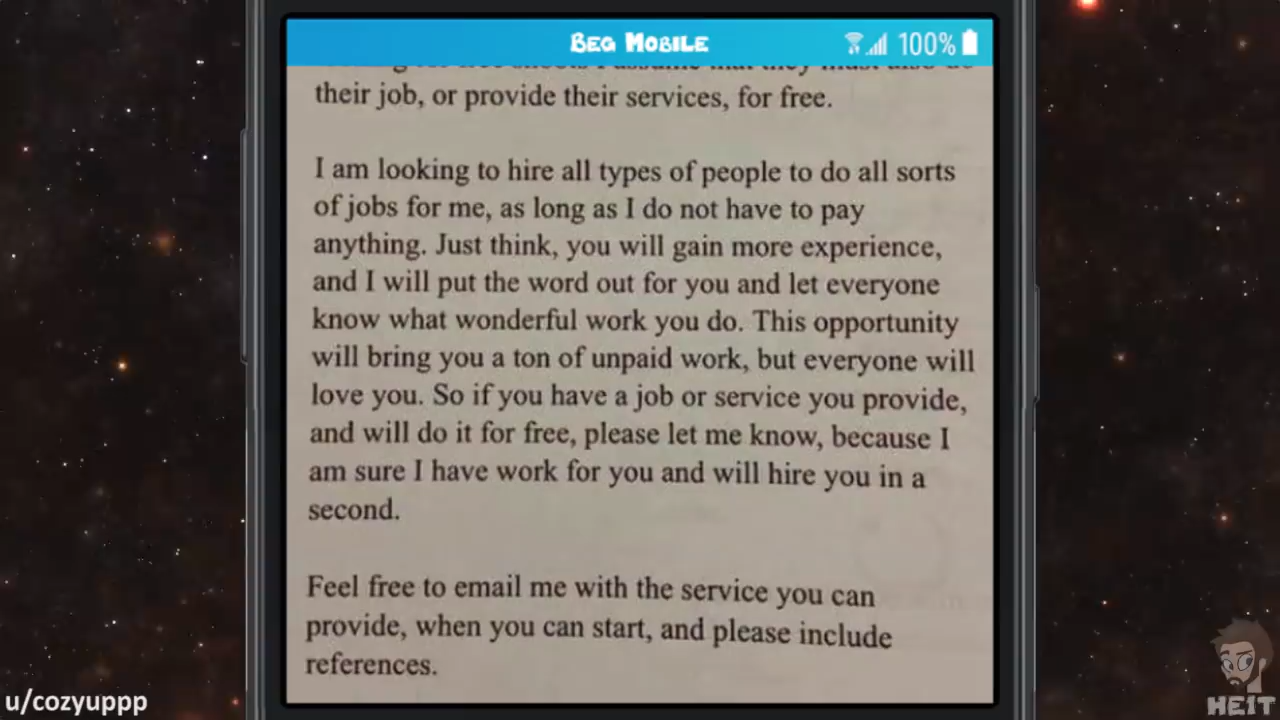 BEG MOBILE
100%
their job, or provide their services, for free.
I am looking to hire all types of people to do all sorts
of jobs for me, as long as I do not have to pay
anything. Just think, you will gain more experience,
and I will put the word out for you and let everyone
know what wonderful work you do. This opportunity
will bring you a ton of unpaid work, but everyone will
love you. So if you have a job or service you provide,
and will do it for free, please let me know, because I
am sure I have work for you and will hire you in a
second.
Feel free to email me with the service you can
provide, when you can start, and please include
references.
u/cozyuppp
HEIT